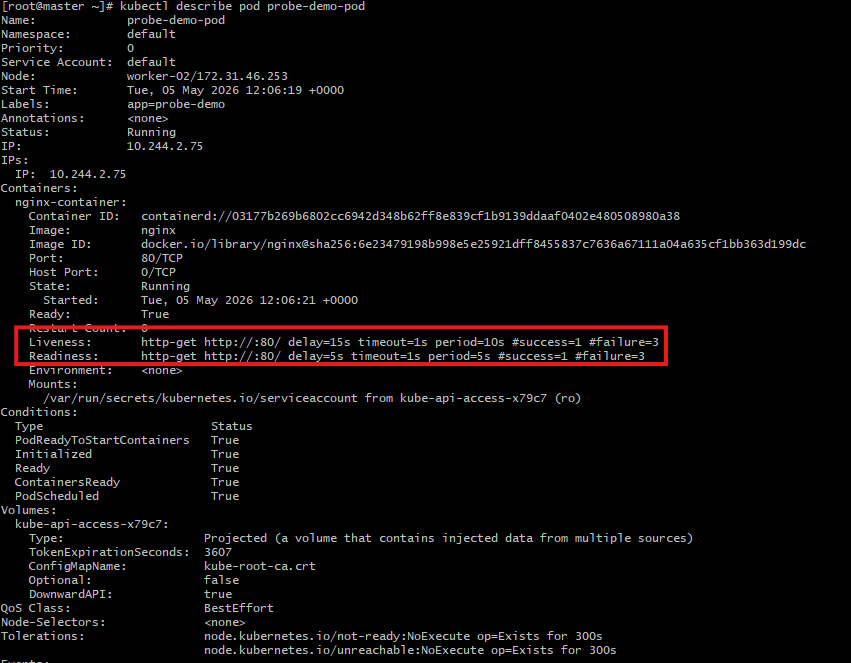 [root@master ~]# kubectl describe pod probe-demo-pod
Name:             probe-demo-pod
Namespace:        default
Priority:         0
Service Account:  default
Node:             worker-02/172.31.46.253
Start Time:       Tue, 05 May 2026 12:06:19 +0000
Labels:           app=probe-demo
Annotations:      <none>
Status:           Running
IP:               10.244.2.75
IPs:
  IP:  10.244.2.75
Containers:
  nginx-container:
    Container ID:   containerd://03177b269b6802cc6942d348b62ff8e839cf1b9139ddaaf0402e480508980a38
    Image:          nginx
    Image ID:       docker.io/library/nginx@sha256:6e23479198b998e5e25921dff8455837c7636a67111a04a635cf1bb363d199dc
    Port:           80/TCP
    Host Port:      0/TCP
    State:          Running
      Started:      Tue, 05 May 2026 12:06:21 +0000
    Ready:          True
    Restart Count:  0
    Liveness:       http-get http://:80/ delay=15s timeout=1s period=10s #success=1 #failure=3
    Readiness:      http-get http://:80/ delay=5s timeout=1s period=5s #success=1 #failure=3
    Environment:    <none>
    Mounts:
      /var/run/secrets/kubernetes.io/serviceaccount from kube-api-access-x79c7 (ro)
Conditions:
  Type                        Status
  PodReadyToStartContainers   True
  Initialized                 True
  Ready                       True
  ContainersReady             True
  PodScheduled                True
Volumes:
  kube-api-access-x79c7:
    Type:                    Projected (a volume that contains injected data from multiple sources)
    TokenExpirationSeconds:  3607
    ConfigMapName:           kube-root-ca.crt
    Optional:                false
    DownwardAPI:             true
QoS Class:                   BestEffort
Node-Selectors:              <none>
Tolerations:                 node.kubernetes.io/not-ready:NoExecute op=Exists for 300s
                             node.kubernetes.io/unreachable:NoExecute op=Exists for 300s